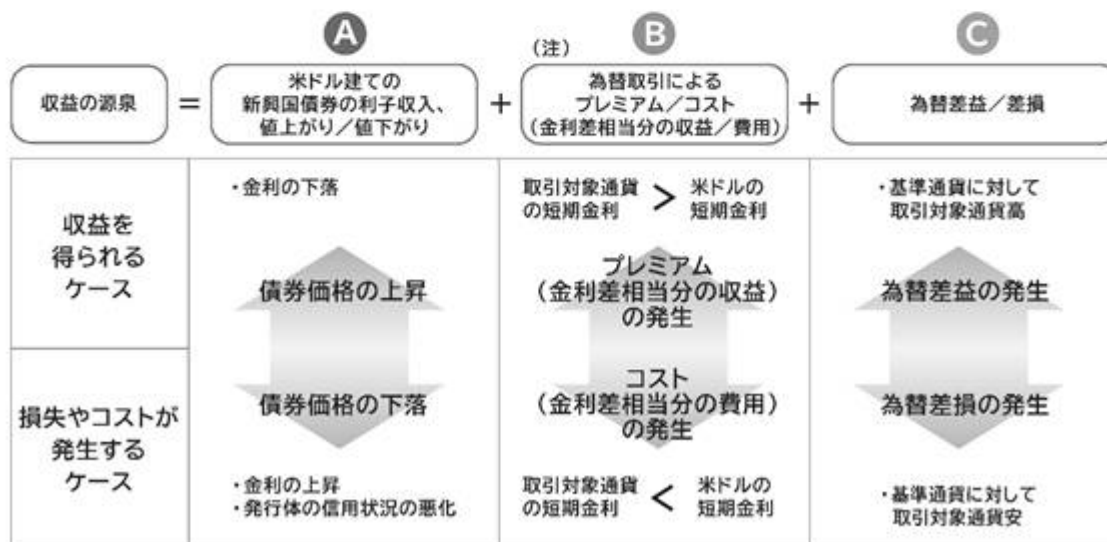 A
B
C
(注)
収益の源泉
=
米ドル建ての
新興国債券の利子収入、
値上がり/値下がり
+
為替取引による
プレミアム/コスト
(金利差相当分の収益/費用)
+
為替差益/差損
収益を
得られる
ケース
・金利の下落
債券価格の上昇
取引対象通貨
の短期金利
>
米ドルの
短期金利
プレミアム
(金利差相当分の収益)
の発生
・基準通貨に対して
取引対象通貨高
為替差益の発生
損失やコストが
発生する
ケース
債券価格の下落
・金利の上昇
・発行体の信用状況の悪化
コスト
(金利差相当分の費用)
の発生
取引対象通貨
の短期金利
<
米ドルの
短期金利
為替差損の発生
・基準通貨に対して
取引対象通貨安